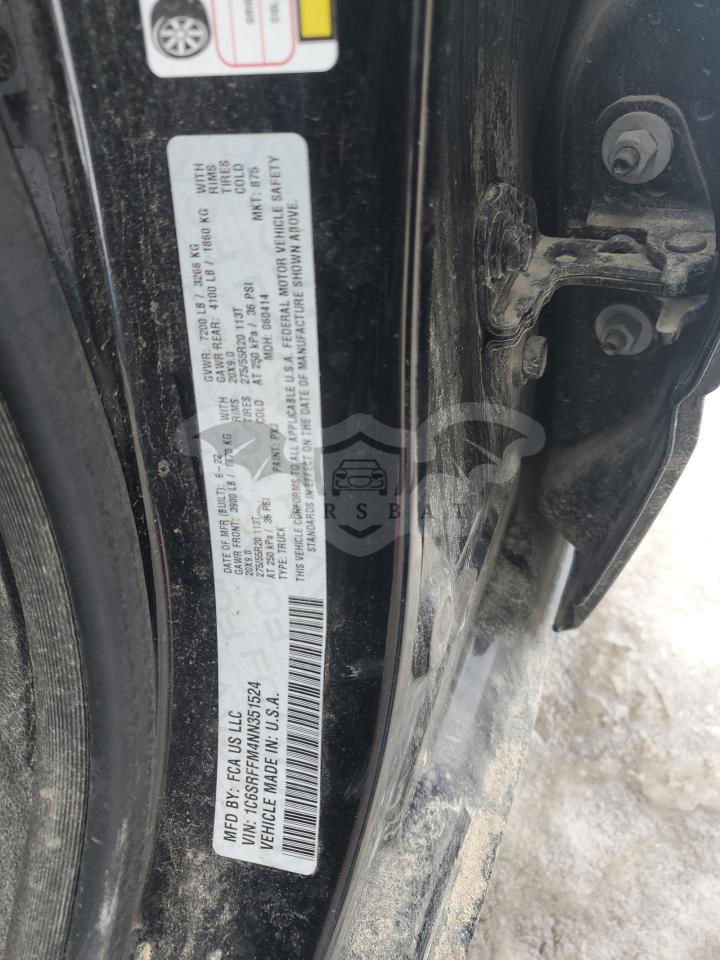 MFD BY: FCA US LLC
VIN: 1C6SRFFM4NN351524
VEHICLE MADE IN: U.S.A.
DATE OF MFR (BUILT): 6-22 GVWR: 7200 LB / 3266 KG
GAWR FRONT: 3900 LB / 1770 KG WITH GAWR REAR: 4100 LB / 1860 KG WITH
20X9.0 RIMS 20X9.0 RIMS
275/55R20 113T TIRES 275/55R20 113T TIRES
AT 250 kPa / 36 PSI COLD AT 250 kPa / 36 PSI COLD
TYPE: TRUCK PAINT: PXJ MDH: 060414 MKT: 875
THIS VEHICLE CONFORMS TO ALL APPLICABLE U.S.A. FEDERAL MOTOR VEHICLE SAFETY
STANDARDS IN EFFECT ON THE DATE OF MANUFACTURE SHOWN ABOVE.